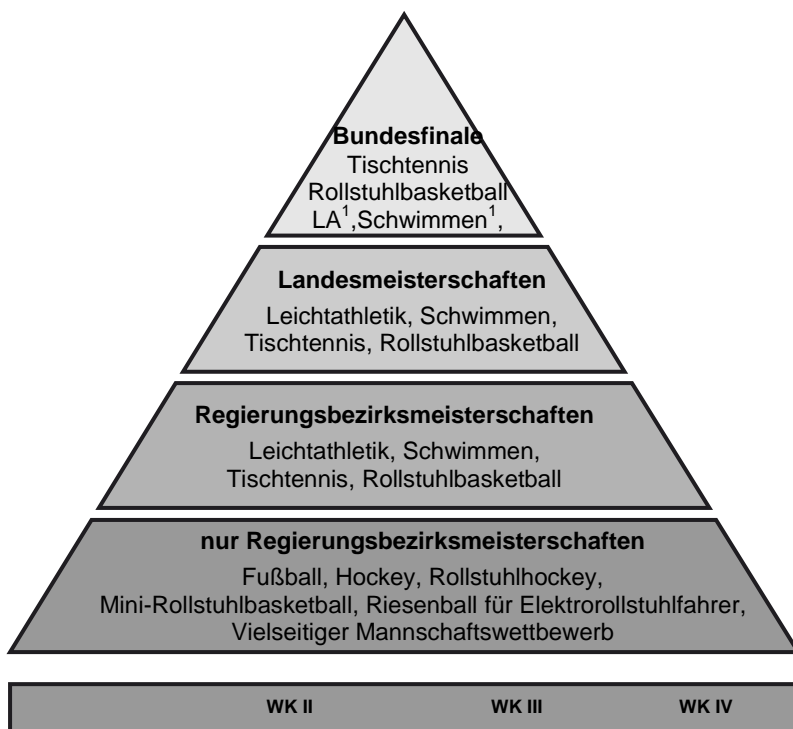 Bundesfinale
Tischtennis
Rollstuhlbasketball
LA¹,Schwimmen¹,
Landesmeisterschaften
Leichtathletik, Schwimmen,
Tischtennis, Rollstuhlbasketball
Regierungsbezirksmeisterschaften
Leichtathletik, Schwimmen,
Tischtennis, Rollstuhlbasketball
nur Regierungsbezirksmeisterschaften
Fußball, Hockey, Rollstuhlhockey,
Mini-Rollstuhlbasketball, Riesenball für Elektrorollstuhlfahrer,
Vielseitiger Mannschaftswettbewerb
WK II WK III WK IV